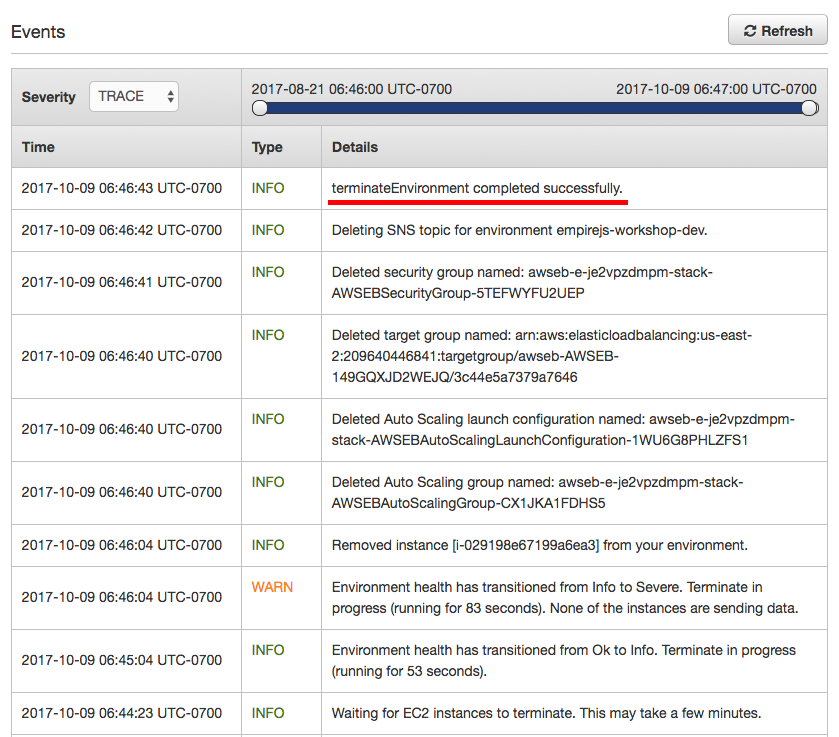 Events
Refresh
Severity
TRACE
2017-08-21 06:46:00 UTC-0700
2017-10-09 06:47:00 UTC-0700
Time
Type
Details
2017-10-09 06:46:43 UTC-0700
INFO
terminateEnvironment completed successfully.
2017-10-09 06:46:42 UTC-0700
INFO
Deleting SNS topic for environment empirejs-workshop-dev.
2017-10-09 06:46:41 UTC-0700
INFO
Deleted security group named: awseb-e-je2vpzdmpm-stack-
AWSEBSecurityGroup-5TEFWYFU2UEP
2017-10-09 06:46:40 UTC-0700
INFO
Deleted target group named: arn:aws:elasticloadbalancing:us-east-
2:209640446841:targetgroup/awseb-AWSEB-
149GQXJD2WEJQ/3c44e5a7379a7646
2017-10-09 06:46:40 UTC-0700
INFO
Deleted Auto Scaling launch configuration named: awseb-e-je2vpzdmpm-
stack-AWSEBAutoScalingLaunchConfiguration-1WU6G8PHLZFS1
2017-10-09 06:46:40 UTC-0700
INFO
Deleted Auto Scaling group named: awseb-e-je2vpzdmpm-stack-
AWSEBAutoScalingGroup-CX1JKA1FDHS5
2017-10-09 06:46:04 UTC-0700
INFO
Removed instance [i-029198e67199a6ea3] from your environment.
2017-10-09 06:46:04 UTC-0700
WARN
Environment health has transitioned from Info to Severe. Terminate in
progress (running for 83 seconds). None of the instances are sending data.
2017-10-09 06:45:04 UTC-0700
INFO
Environment health has transitioned from Ok to Info. Terminate in progress
(running for 53 seconds).
2017-10-09 06:44:23 UTC-0700
INFO
Waiting for EC2 instances to terminate. This may take a few minutes.